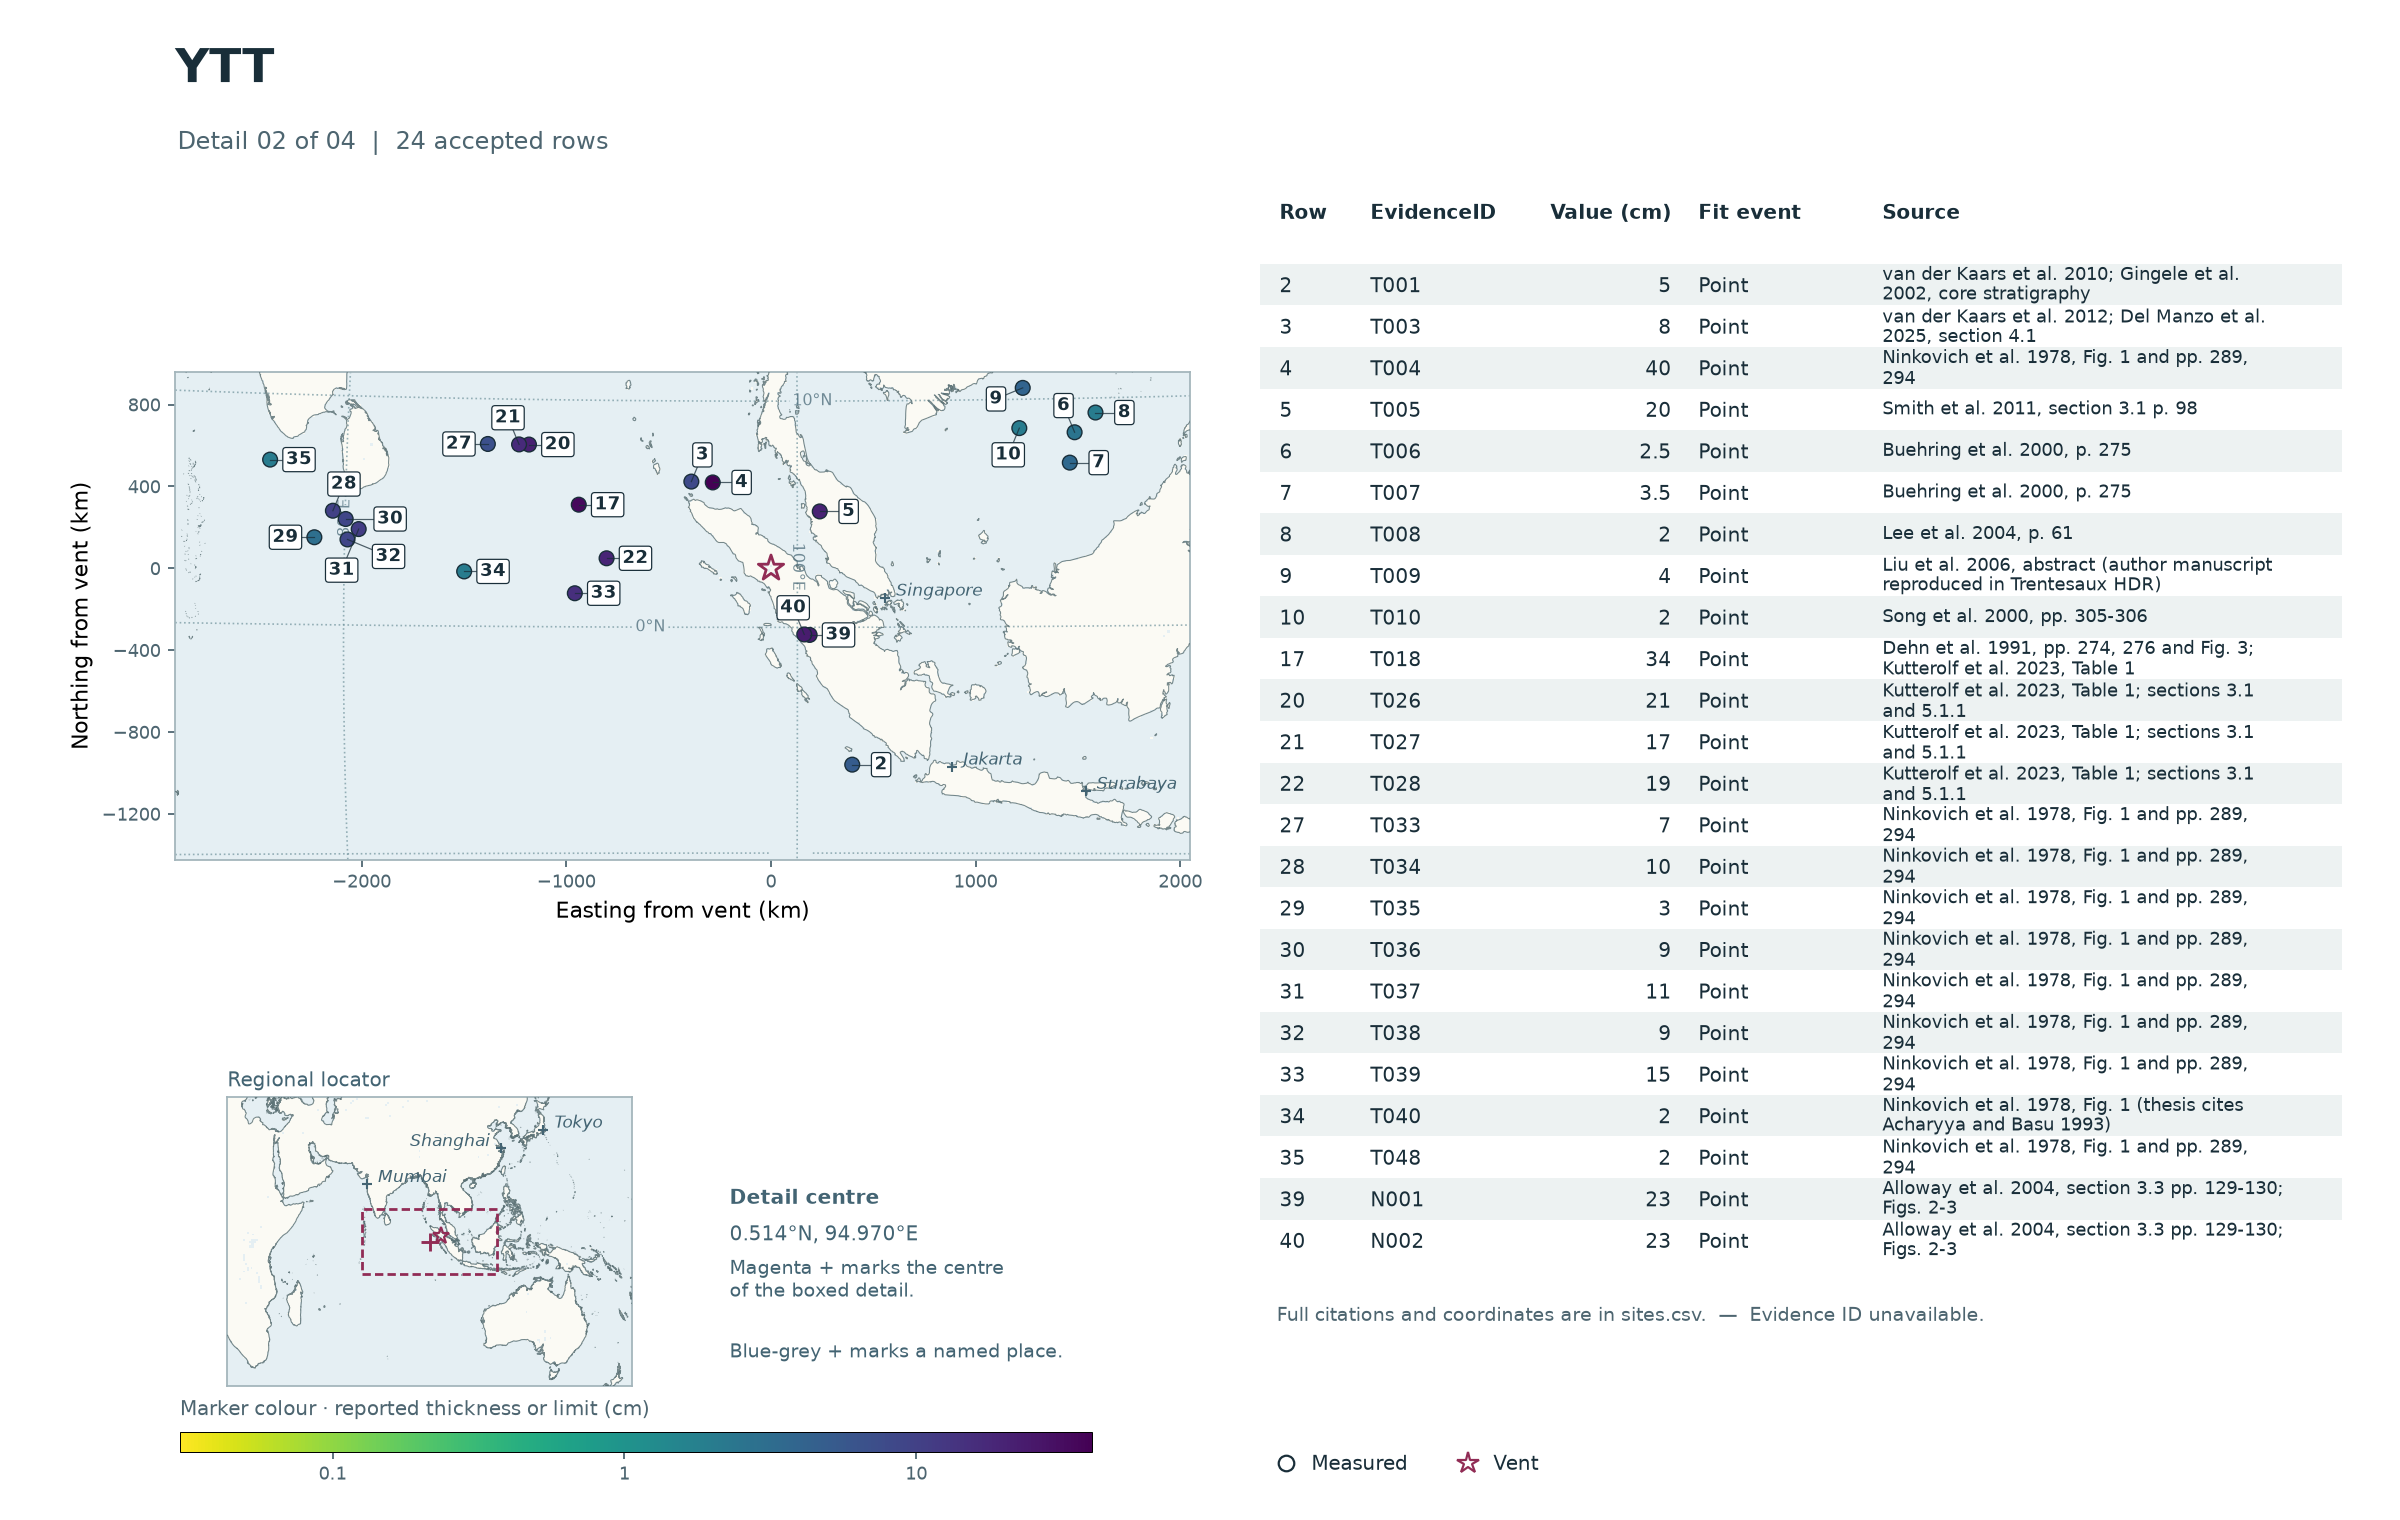 YTT
Detail 02 of 04 | 24 accepted rows
Row EvidenceID Value (cm) Fit event Source
2 T001 5 Point van der Kaars et al. 2010; Gingele et al.
2002, core stratigraphy
3 T003 8 Point van der Kaars et al. 2012; Del Manzo et al.
2025, section 4.1
4 T004 40 Point Ninkovich et al. 1978, Fig. 1 and pp. 289,
294
5 T005 20 Point Smith et al. 2011, section 3.1 p. 98
6 T006 2.5 Point Buehring et al. 2000, p. 275
7 T007 3.5 Point Buehring et al. 2000, p. 275
8 T008 2 Point Lee et al. 2004, p. 61
9 T009 4 Point Liu et al. 2006, abstract (author manuscript
reproduced in Trentesaux HDR)
10 T010 2 Point Song et al. 2000, pp. 305-306
17 T018 34 Point Dehn et al. 1991, pp. 274, 276 and Fig. 3;
Kutterolf et al. 2023, Table 1
20 T026 21 Point Kutterolf et al. 2023, Table 1; sections 3.1
and 5.1.1
21 T027 17 Point Kutterolf et al. 2023, Table 1; sections 3.1
and 5.1.1
22 T028 19 Point Kutterolf et al. 2023, Table 1; sections 3.1
and 5.1.1
27 T033 7 Point Ninkovich et al. 1978, Fig. 1 and pp. 289,
294
28 T034 10 Point Ninkovich et al. 1978, Fig. 1 and pp. 289,
294
29 T035 3 Point Ninkovich et al. 1978, Fig. 1 and pp. 289,
294
30 T036 9 Point Ninkovich et al. 1978, Fig. 1 and pp. 289,
294
31 T037 11 Point Ninkovich et al. 1978, Fig. 1 and pp. 289,
294
32 T038 9 Point Ninkovich et al. 1978, Fig. 1 and pp. 289,
294
33 T039 15 Point Ninkovich et al. 1978, Fig. 1 and pp. 289,
294
34 T040 2 Point Ninkovich et al. 1978, Fig. 1 (thesis cites
Acharyya and Basu 1993)
35 T048 2 Point Ninkovich et al. 1978, Fig. 1 and pp. 289,
294
39 N001 23 Point Alloway et al. 2004, section 3.3 pp. 129-130;
Figs. 2-3
40 N002 23 Point Alloway et al. 2004, section 3.3 pp. 129-130;
Figs. 2-3
Full citations and coordinates are in sites.csv. — Evidence ID unavailable.
Measured Vent
Northing from vent (km)
800
400
0
−400
−800
−1200
9
6
8
10°N
21
27
20
10
3
35
7
28
4
17
5
30
29
100°E
32
22
31
34
33
Singapore
40
0°N
39
Jakarta
2
Surabaya
−2000 −1000 0 1000 2000
Easting from vent (km)
Regional locator
Tokyo
Shanghai
Mumbai
Detail centre
0.514°N, 94.970°E
Magenta + marks the centre
of the boxed detail.
Blue-grey + marks a named place.
Marker colour · reported thickness or limit (cm)
0.1 1 10